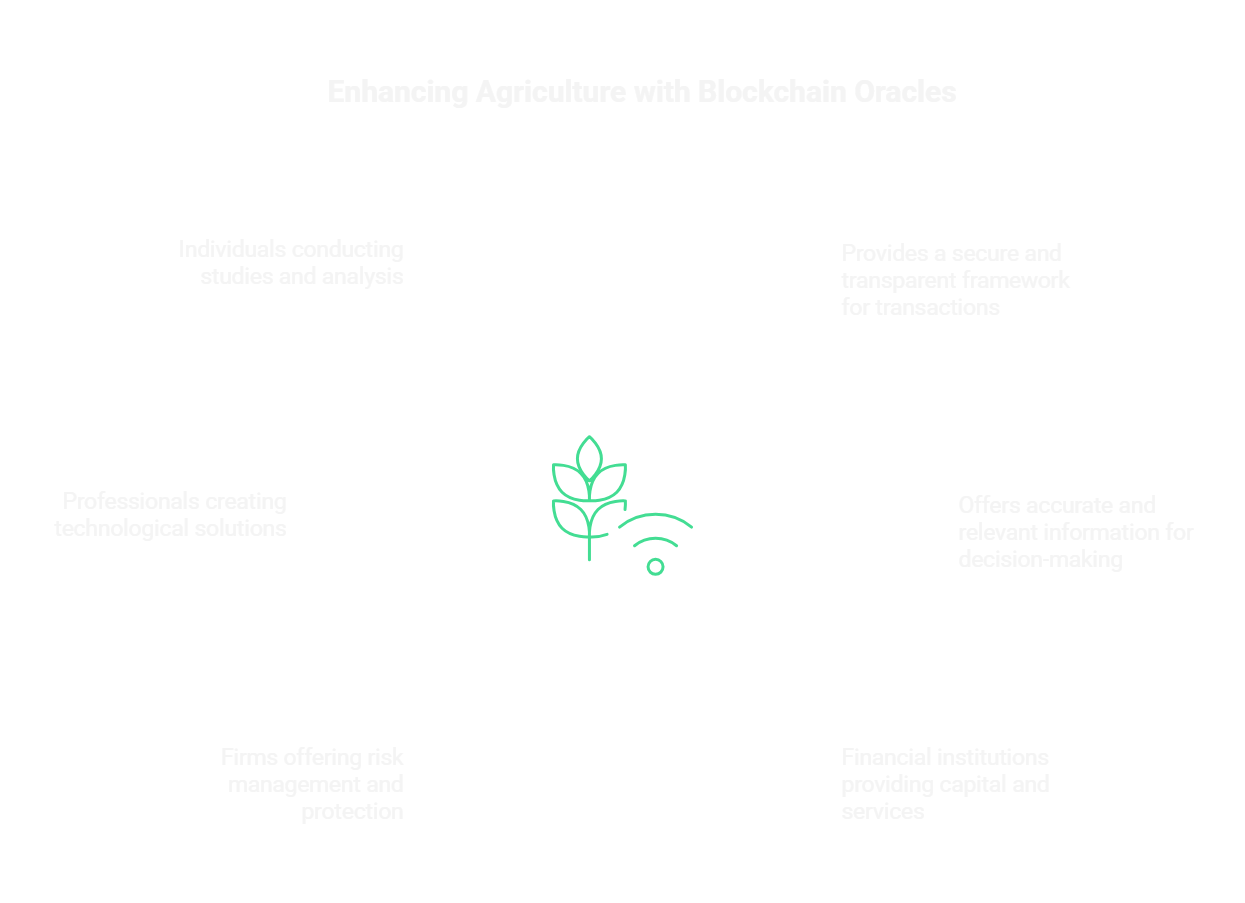 Enhancing Agriculture with Blockchain Oracles
Individuals conducting
studies and analysis
Provides a secure and
transparent framework
for transactions
Professionals creating
technological solutions
Offers accurate and
relevant information for
decision-making
Firms offering risk
management and
protection
Financial institutions
providing capital and
services